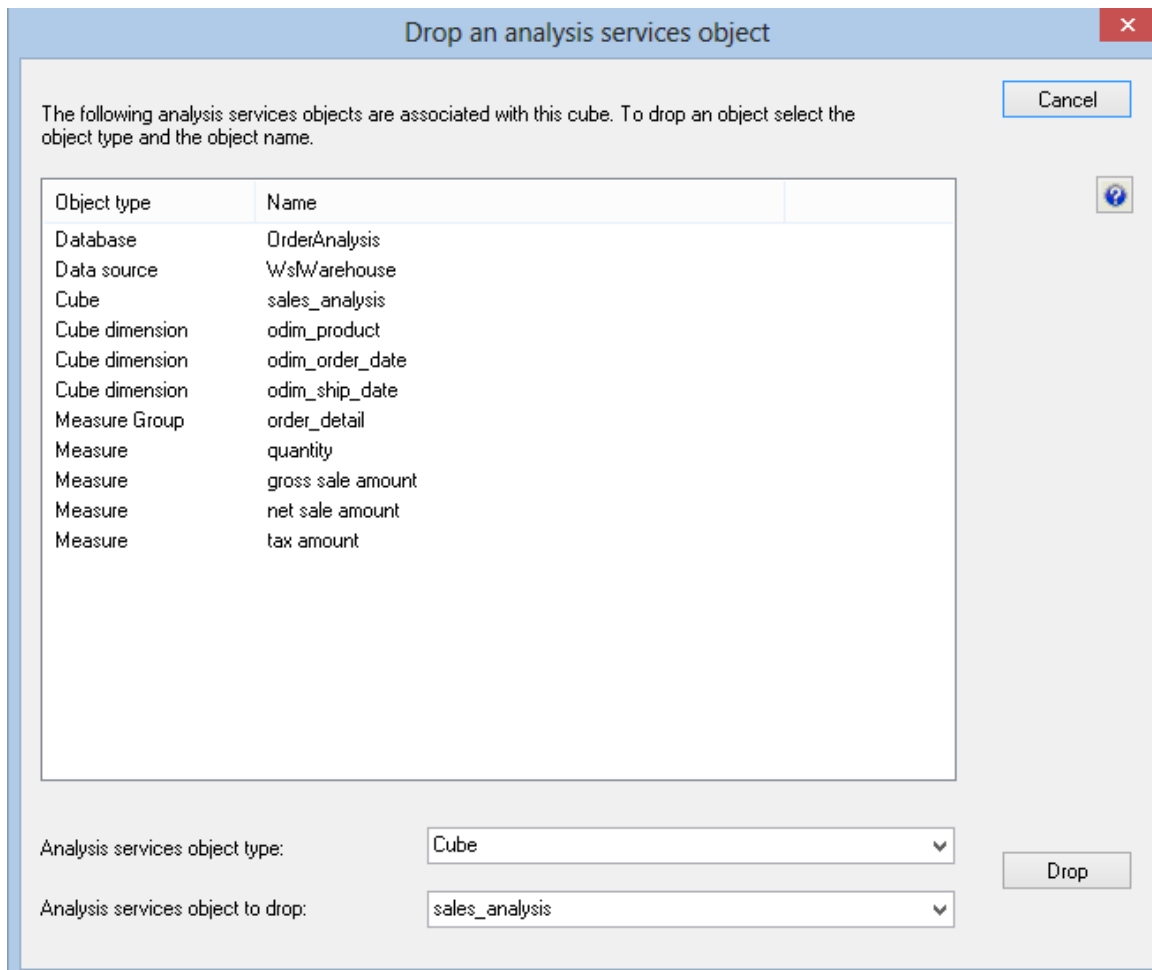 Drop an analysis services object
The following analysis services objects are associated with this cube. To drop an object select the
object type and the object name.
Cancel
Object type Name
Database OrderAnalysis
Data source WslWarehouse
Cube sales_analysis
Cube dimension odim_product
Cube dimension odim_order_date
Cube dimension odim_ship_date
Measure Group order_detail
Measure quantity
Measure gross sale amount
Measure net sale amount
Measure tax amount
Analysis services object type: Cube
Drop
Analysis services object to drop: sales_analysis